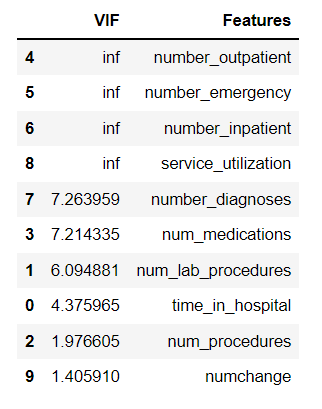 VIF Features
4 inf number_outpatient
5 inf number_emergency
6 inf number_inpatient
8 inf service_utilization
7 7.263959 number_diagnoses
3 7.214335 num_medications
1 6.094881 num_lab_procedures
0 4.375965 time_in_hospital
2 1.976605 num_procedures
9 1.405910 numchange